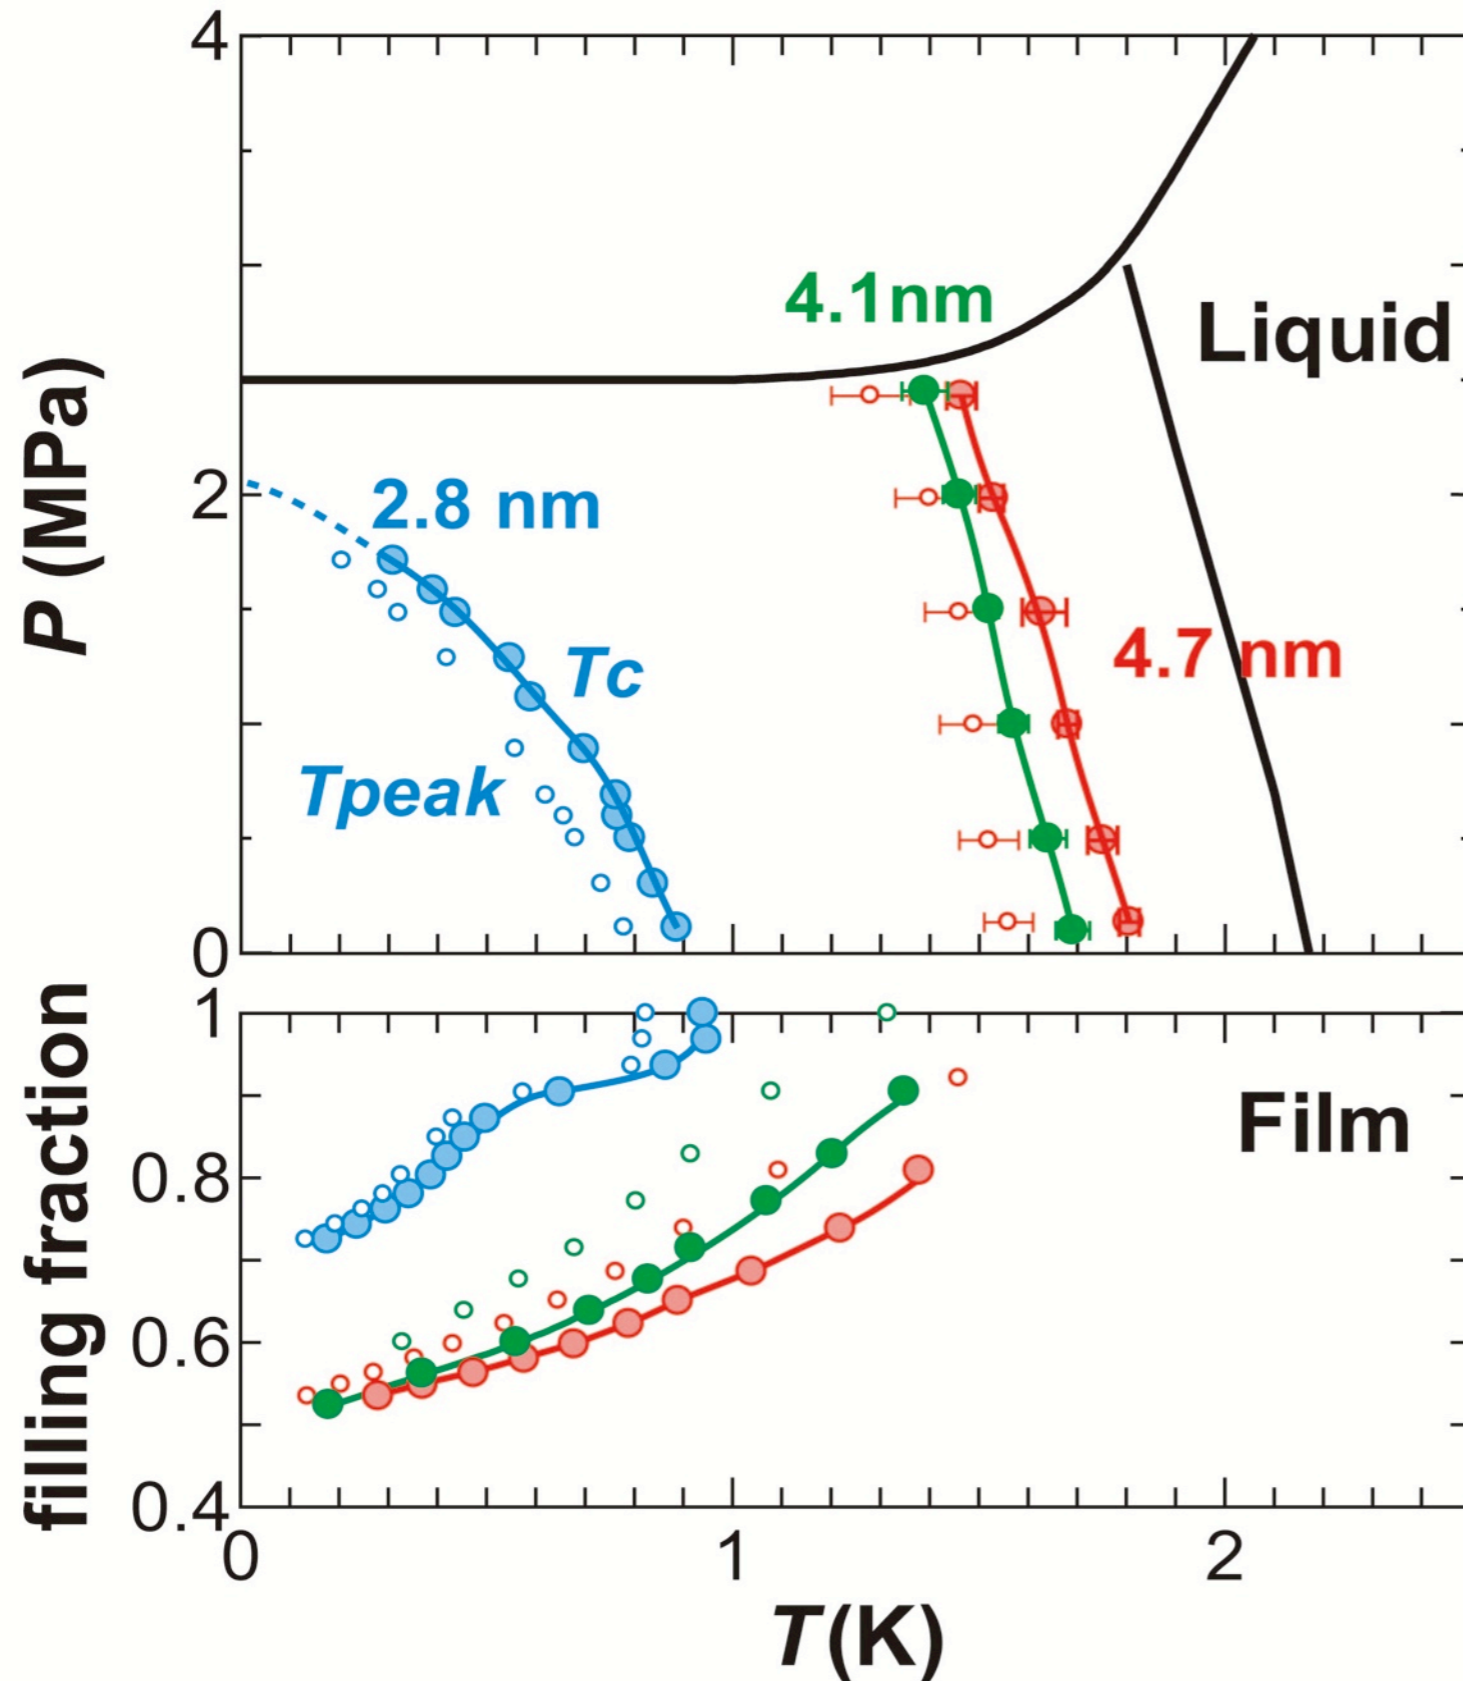 4
4.1nm
Liquid
P (MPa)
2
2.8 nm
Tc
4.7 nm
Tpeak
0
1
filling fraction
Film
0.8
0.6
0.4
0
1
2
T(K)